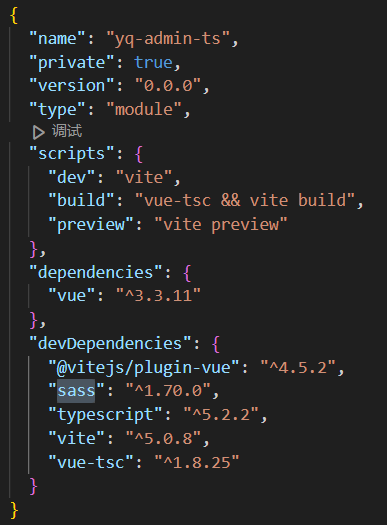 {
"name": "yq-admin-ts",
"private": true,
"version": "0.0.0",
"type": "module",
调试
"scripts": {
"dev": "vite",
"build": "vue-tsc && vite build",
"preview": "vite preview"
},
"dependencies": {
"vue": "^3.3.11"
},
"devDependencies": {
"@vitejs/plugin-vue": "^4.5.2",
"sass": "^1.70.0",
"typescript": "^5.2.2",
"vite": "^5.0.8",
"vue-tsc": "^1.8.25"
}
}